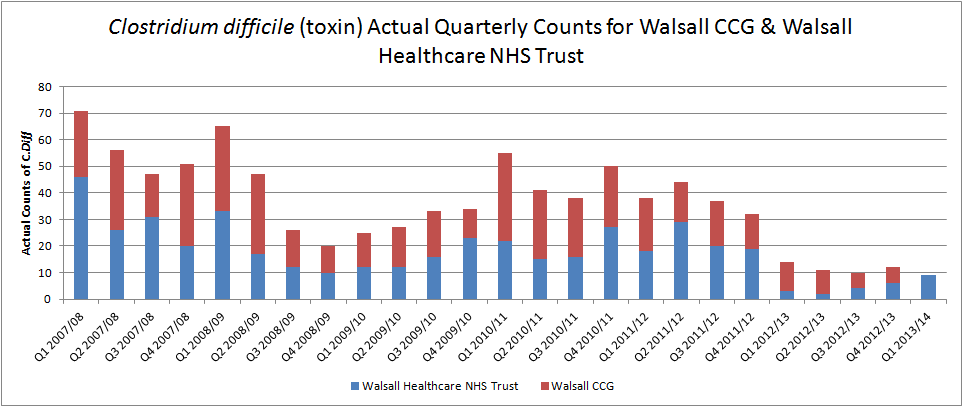 Clostridium difficile (toxin) Actual Quarterly Counts for Walsall CCG & Walsall
Healthcare NHS Trust
Actual Counts of C.Diff
80
70
60
50
40
30
20
10
0
Q1 2007/08
Q2 2007/08
Q3 2007/08
Q4 2007/08
Q1 2008/09
Q2 2008/09
Q3 2008/09
Q4 2008/09
Q1 2009/10
Q2 2009/10
Q3 2009/10
Q4 2009/10
Q1 2010/11
Q2 2010/11
Q3 2010/11
Q4 2010/11
Q1 2011/12
Q2 2011/12
Q3 2011/12
Q4 2011/12
Q1 2012/13
Q2 2012/13
Q3 2012/13
Q4 2012/13
Q1 2013/14
Walsall Healthcare NHS Trust
Walsall CCG